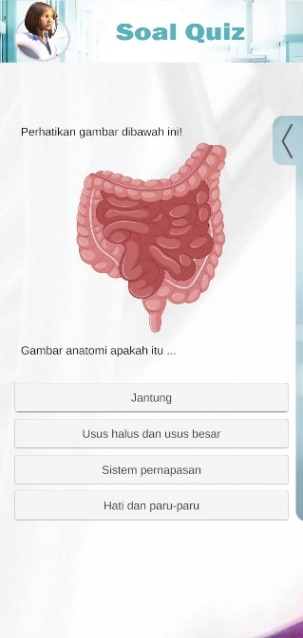 Soal Quiz
Perhatikan gambar dibawah ini!
Gambar anatomi apakah itu ...
Jantung
Usus halus dan usus besar
Sistem pernapasan
Hati dan paru-paru